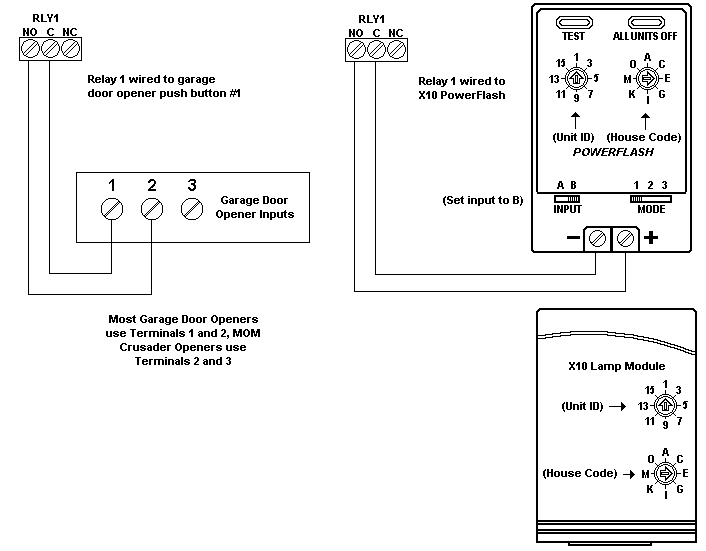 RLY1
NO C NC
Relay 1 wired to garage
door opener push button #1
1 2 3
Garage Door
Opener Inputs
Most Garage Door Openers
use Terminals 1 and 2, MOM
Crusader Openers use
Terminals 2 and 3
RLY1
NO C NC
Relay 1 wired to
X10 PowerFlash
(Set input to B)
TEST
ALL UNITS OFF
1
15 3
13 5
11 7
9
A
O C
M E
K G
I
(Unit ID)
(House Code)
POWERFLASH
A B
1 2 3
INPUT
MODE
- +
X10 Lamp Module
(Unit ID)
1
15 3
13 5
11 7
9
(House Code)
A
O C
M E
K G
I